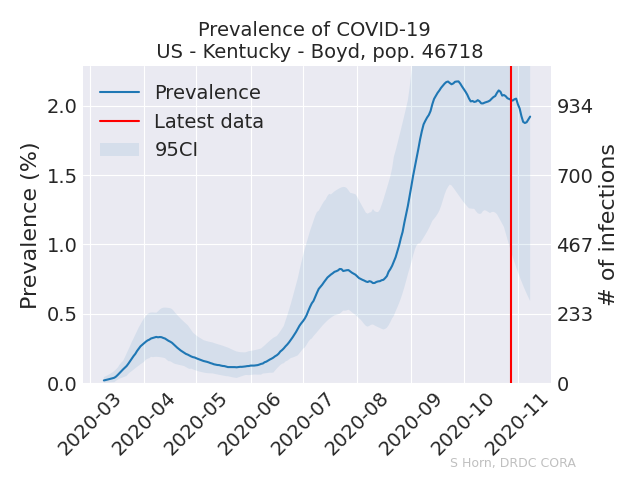 Prevalence of COVID-19
US - Kentucky - Boyd, pop. 46718
Prevalence
Latest data
95CI
Prevalence (%)
2.0
1.5
1.0
0.5
0.0
# of infections
934
700
467
233
0
2020-03
2020-04
2020-05
2020-06
2020-07
2020-08
2020-09
2020-10
2020-11
S Horn, DRDC CORA